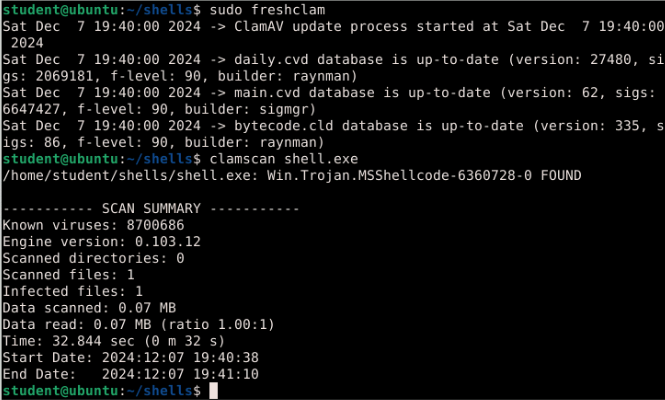 student@ubuntu:~/shells$ sudo freshclam
Sat Dec  7 19:40:00 2024 -> ClamAV update process started at Sat Dec  7 19:40:00
 2024
Sat Dec  7 19:40:00 2024 -> daily.cvd database is up-to-date (version: 27480, si
gs: 2069181, f-level: 90, builder: raynman)
Sat Dec  7 19:40:00 2024 -> main.cvd database is up-to-date (version: 62, sigs:
6647427, f-level: 90, builder: sigmgr)
Sat Dec  7 19:40:00 2024 -> bytecode.cld database is up-to-date (version: 335, s
igs: 86, f-level: 90, builder: raynman)
student@ubuntu:~/shells$ clamscan shell.exe
/home/student/shells/shell.exe: Win.Trojan.MSShellcode-6360728-0 FOUND

----------- SCAN SUMMARY -----------
Known viruses: 8700686
Engine version: 0.103.12
Scanned directories: 0
Scanned files: 1
Infected files: 1
Data scanned: 0.07 MB
Data read: 0.07 MB (ratio 1.00:1)
Time: 32.844 sec (0 m 32 s)
Start Date: 2024:12:07 19:40:38
End Date:   2024:12:07 19:41:10
student@ubuntu:~/shells$